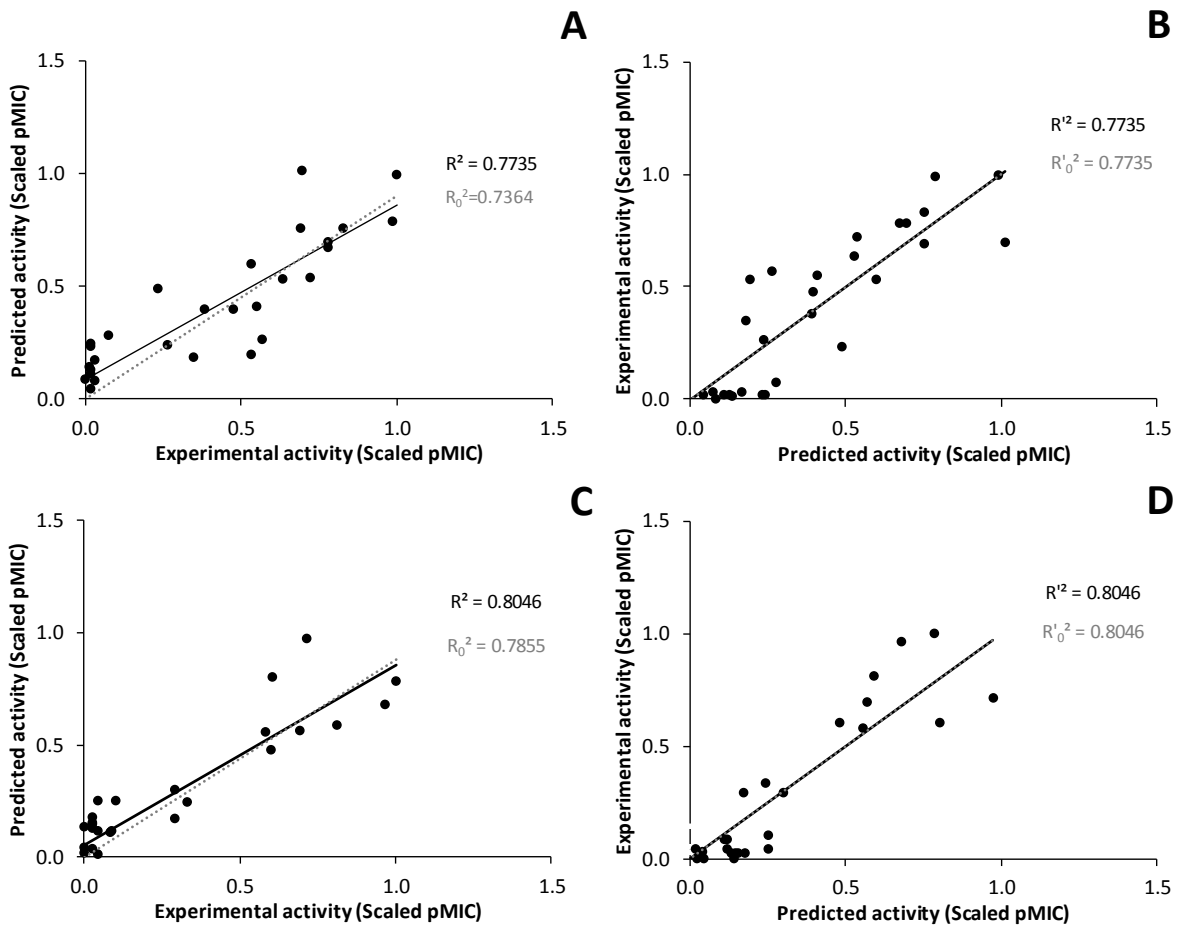 A
Predicted activity (Scaled pMIC)
1.5
1.0
0.5
0.0
R² = 0.7735
R₀²=0.7364
0.0 0.5 1.0 1.5
Experimental activity (Scaled pMIC)
B
Experimental activity (Scaled pMIC)
1.5
1.0
0.5
0.0
R'² = 0.7735
R'₀² = 0.7735
0.0 0.5 1.0 1.5
Predicted activity (Scaled pMIC)
C
Predicted activity (Scaled pMIC)
1.5
1.0
0.5
0.0
R² = 0.8046
R₀² = 0.7855
0.0 0.5 1.0 1.5
Experimental activity (Scaled pMIC)
D
Experimental activity (Scaled pMIC)
1.5
1.0
0.5
0.0
R'² = 0.8046
R'₀² = 0.8046
0.0 0.5 1.0 1.5
Predicted activity (Scaled pMIC)